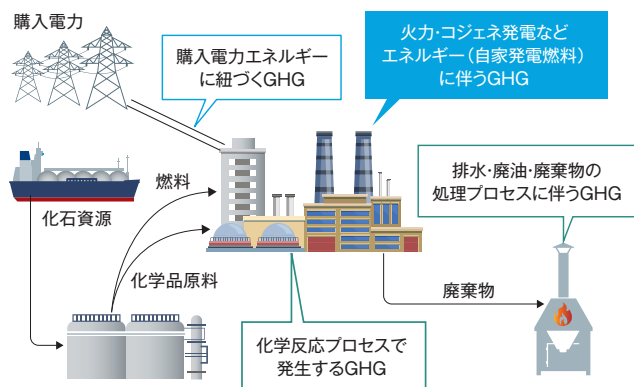 購入電力
購入電力エネルギー
に紐づくGHG
火力・コジェネ発電など
エネルギー（自家発電燃料）
に伴うGHG
燃料
化石資源
化学品原料
排水・廃油・廃棄物の
処理プロセスに伴うGHG
廃棄物
化学反応プロセスで
発生するGHG